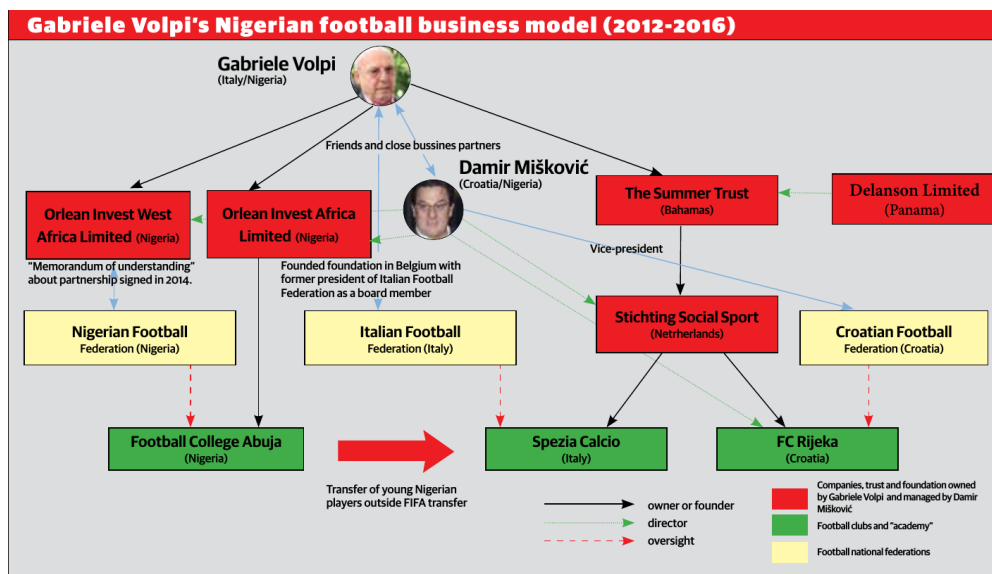 Gabriele Volpi's Nigerian football business model (2012-2016)
Gabriele Volpi
(Italy/Nigeria)
Friends and close bussines partners
Damir Mišković
(Croatia/Nigeria)
Orlean Invest West
Africa Limited (Nigeria)
Orlean Invest Africa
Limited (Nigeria)
The Summer Trust
(Bahamas)
Delanson Limited
(Panama)
"Memorandum of understanding"
about partnership signed in 2014.
Founded foundation in Belgium with
former president of Italian Football
Federation as a board member
Vice-president
Nigerian Football
Federation (Nigeria)
Italian Football
Federation (Italy)
Stichting Social Sport
(Netrherlands)
Croatian Football
Federation (Croatia)
Football College Abuja
(Nigeria)
Spezia Calcio
(Italy)
FC Rijeka
(Croatia)
Transfer of young Nigerian
players outside FIFA transfer
owner or founder
director
oversight
Companies, trust and foundation owned
by Gabriele Volpi and managed by Damir
Mišković
Football clubs and "academy"
Football national federations